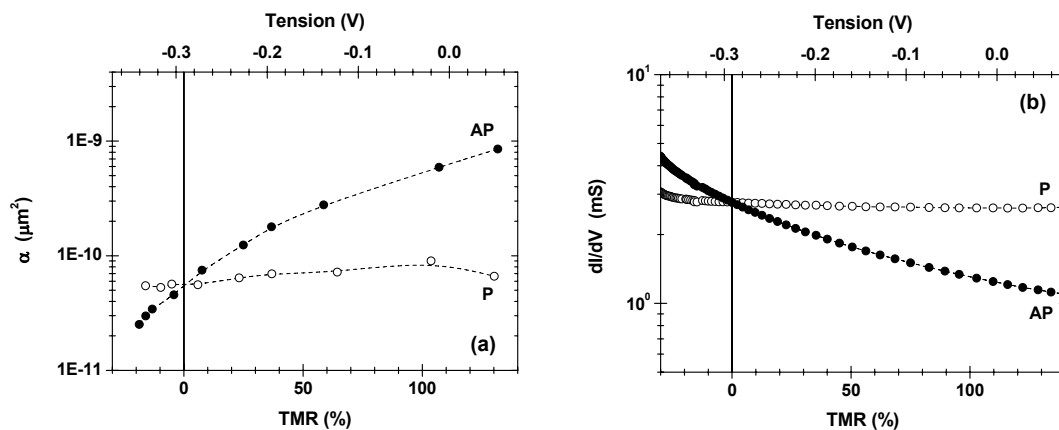 Tension (V)
-0.3 -0.2 -0.1 0.0
1E-9
1E-10
1E-11
α (μm²)
AP
P
(a)
0 50 100
TMR (%)
Tension (V)
-0.3 -0.2 -0.1 0.0
10¹
10⁰
dI/dV (mS)
(b)
P
AP
0 50 100
TMR (%)